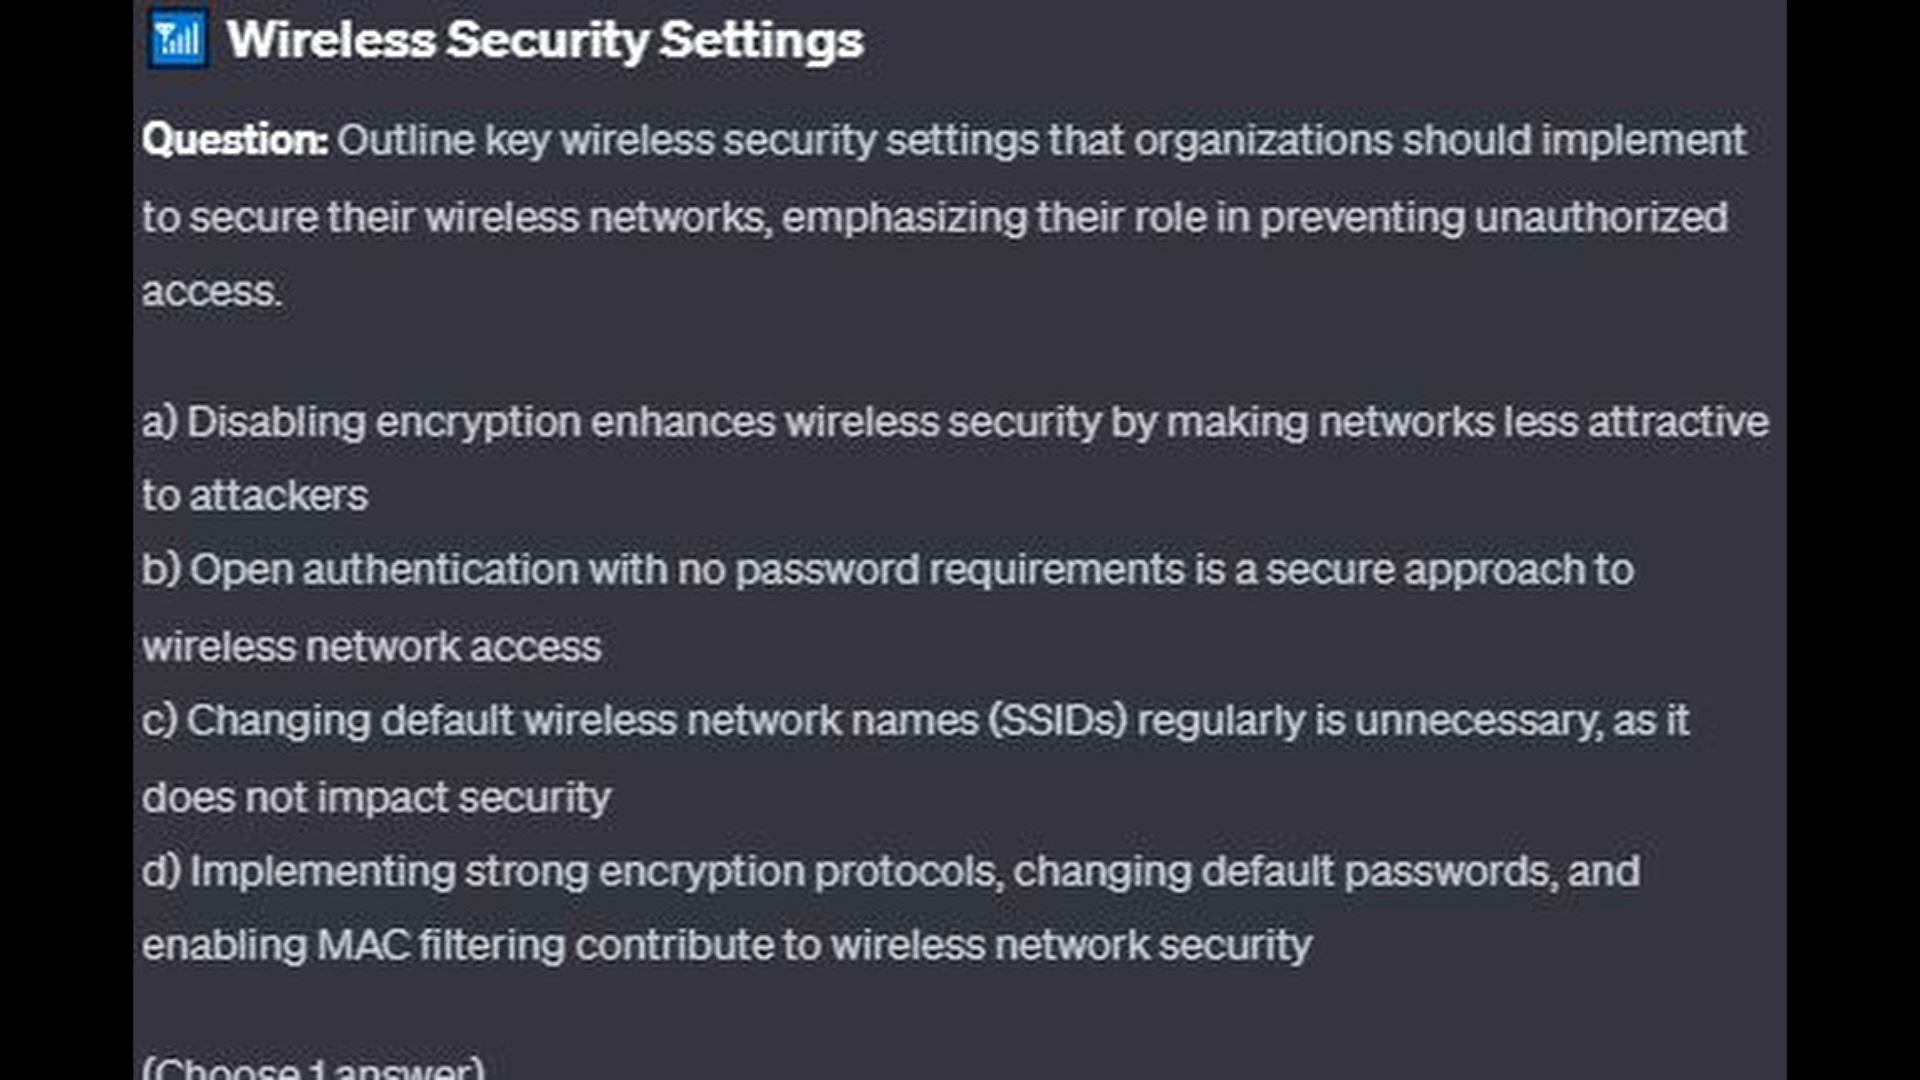 Wireless Security Settings
Question: Outline key wireless security settings that organizations should implement
to secure their wireless networks, emphasizing their role in preventing unauthorized
access.
a) Disabling encryption enhances wireless security by making networks less attractive
to attackers
b) Open authentication with no password requirements is a secure approach to
wireless network access
c) Changing default wireless network names (SSIDs) regularly is unnecessary, as it
does not impact security
d) Implementing strong encryption protocols, changing default passwords, and
enabling MAC filtering contribute to wireless network security
(Choose 1 answer)